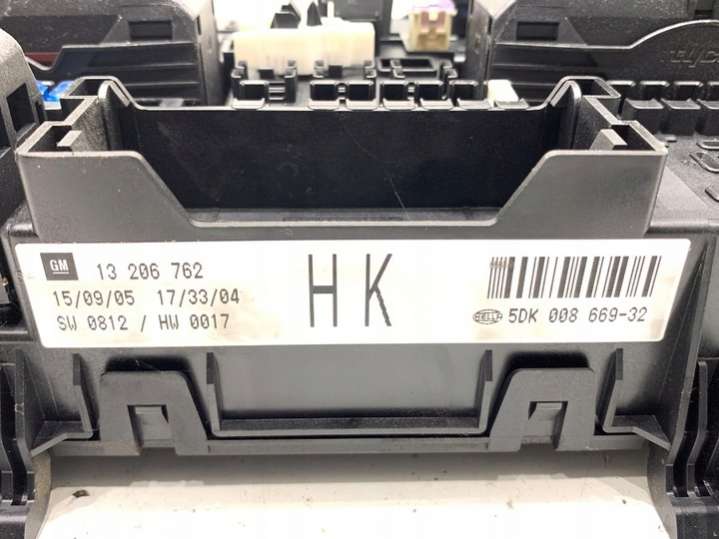 GM 13 206 762
15/09/05 17/33/04
SW 0812 / HW 0017
HK
HELLA 5DK 008 669-32